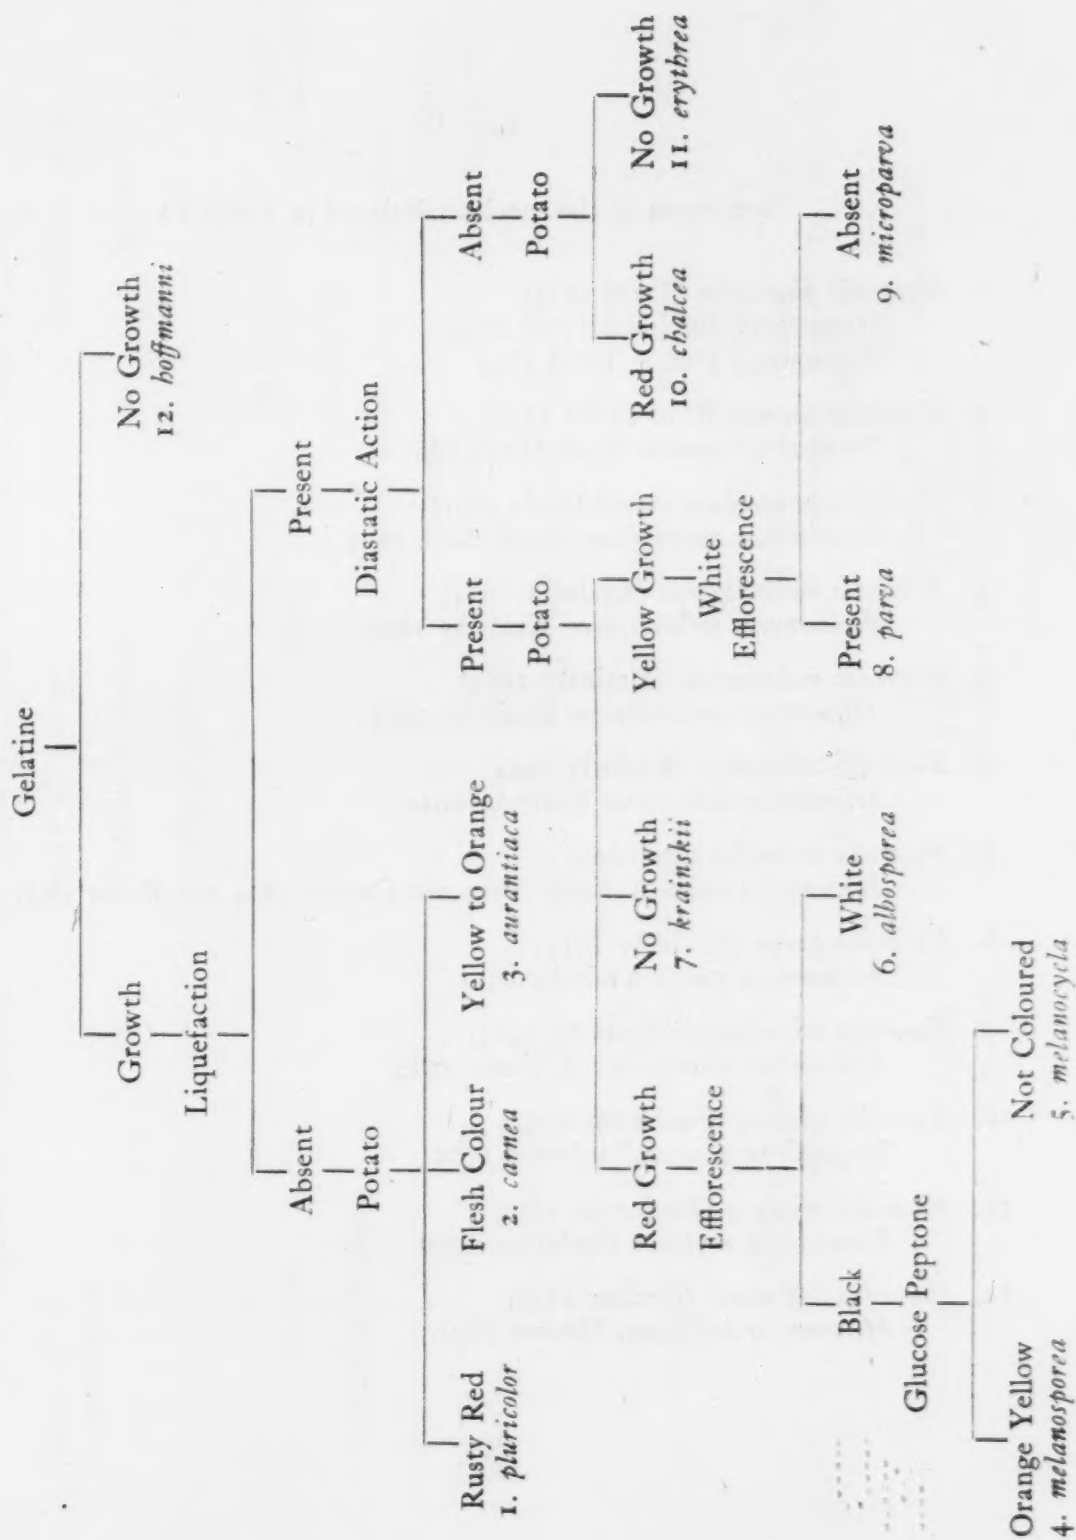 Gelatine
Growth
No Growth
12. hoffmanni
Liquefaction
Absent
Present
Potato
Diastatic Action
Rusty Red
1. pluricolor
Flesh Colour
2. carnea
Yellow to Orange
3. aurantiaca
Present
Absent
Potato
Potato
Red Growth
No Growth
7. krainskii
Yellow Growth
Red Growth
10. chalcea
No Growth
11. erythrea
Efflorescence
White
Efflorescence
Black
White
6. albosporea
Present
8. parva
Absent
9. microparva
Glucose Peptone
Orange Yellow
4. melanosporea
Not Coloured
5. melanocycla